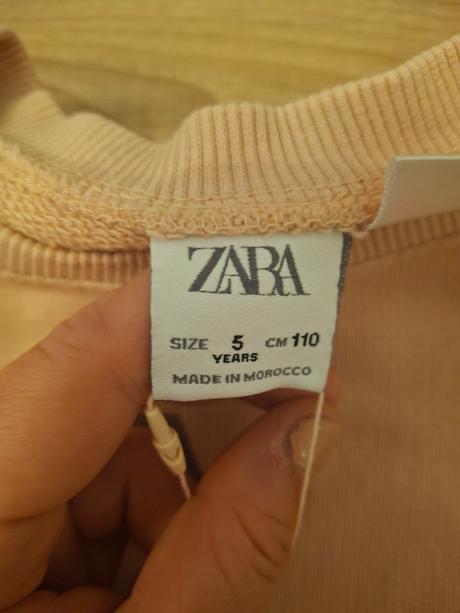 ZARA
SIZE 5 CM 110
YEARS
MADE IN MOROCCO